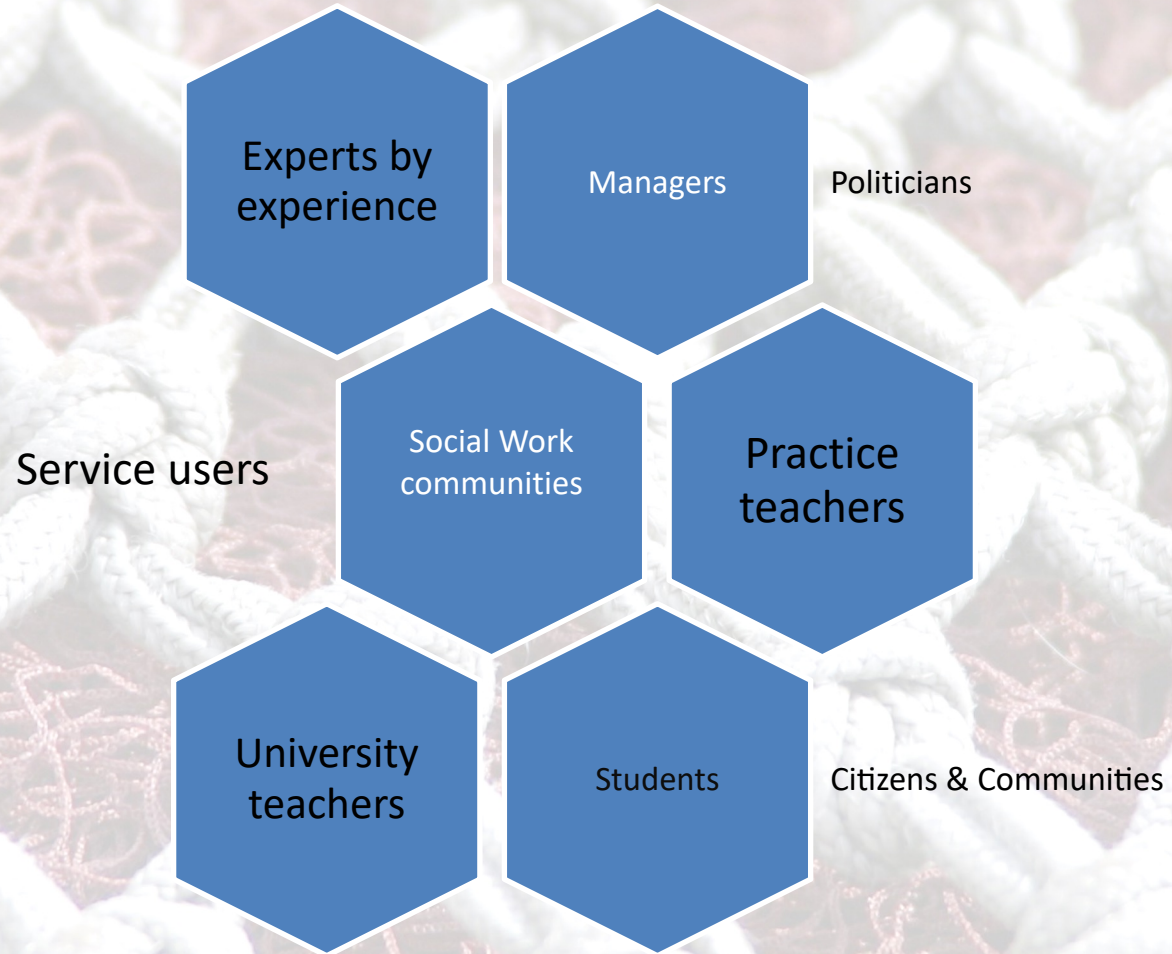 Experts by
experience
Managers
Politicians
Service users
Social Work
communities
Practice
teachers
University
teachers
Students
Citizens & Communities